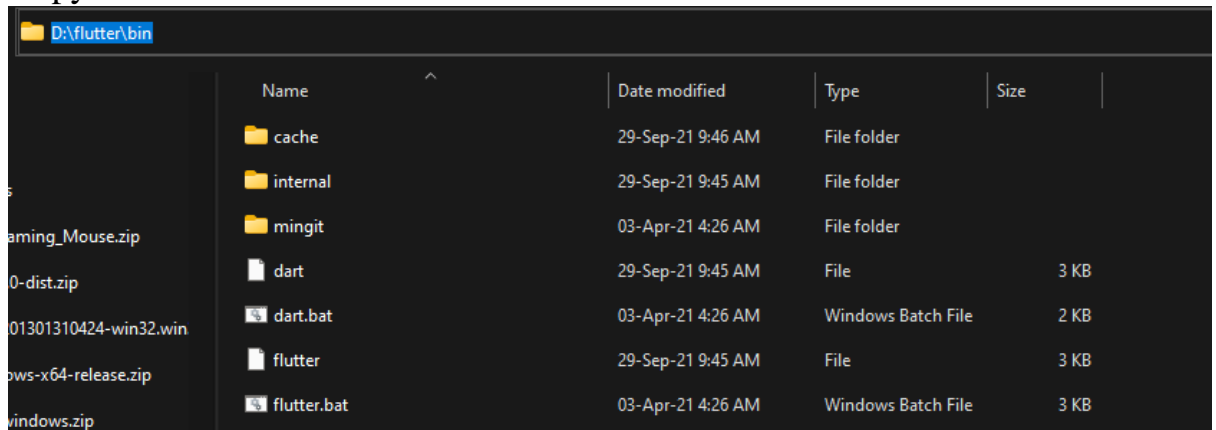 D:\flutter\bin
Name Date modified Type Size
cache 29-Sep-21 9:46 AM File folder
internal 29-Sep-21 9:45 AM File folder
aming_Mouse.zip
mingit 03-Apr-21 4:26 AM File folder
.0-dist.zip
dart 29-Sep-21 9:45 AM File 3 KB
201301310424-win32.win
dart.bat 03-Apr-21 4:26 AM Windows Batch File 2 KB
ows-x64-release.zip
flutter 29-Sep-21 9:45 AM File 3 KB
windows.zip
flutter.bat 03-Apr-21 4:26 AM Windows Batch File 3 KB